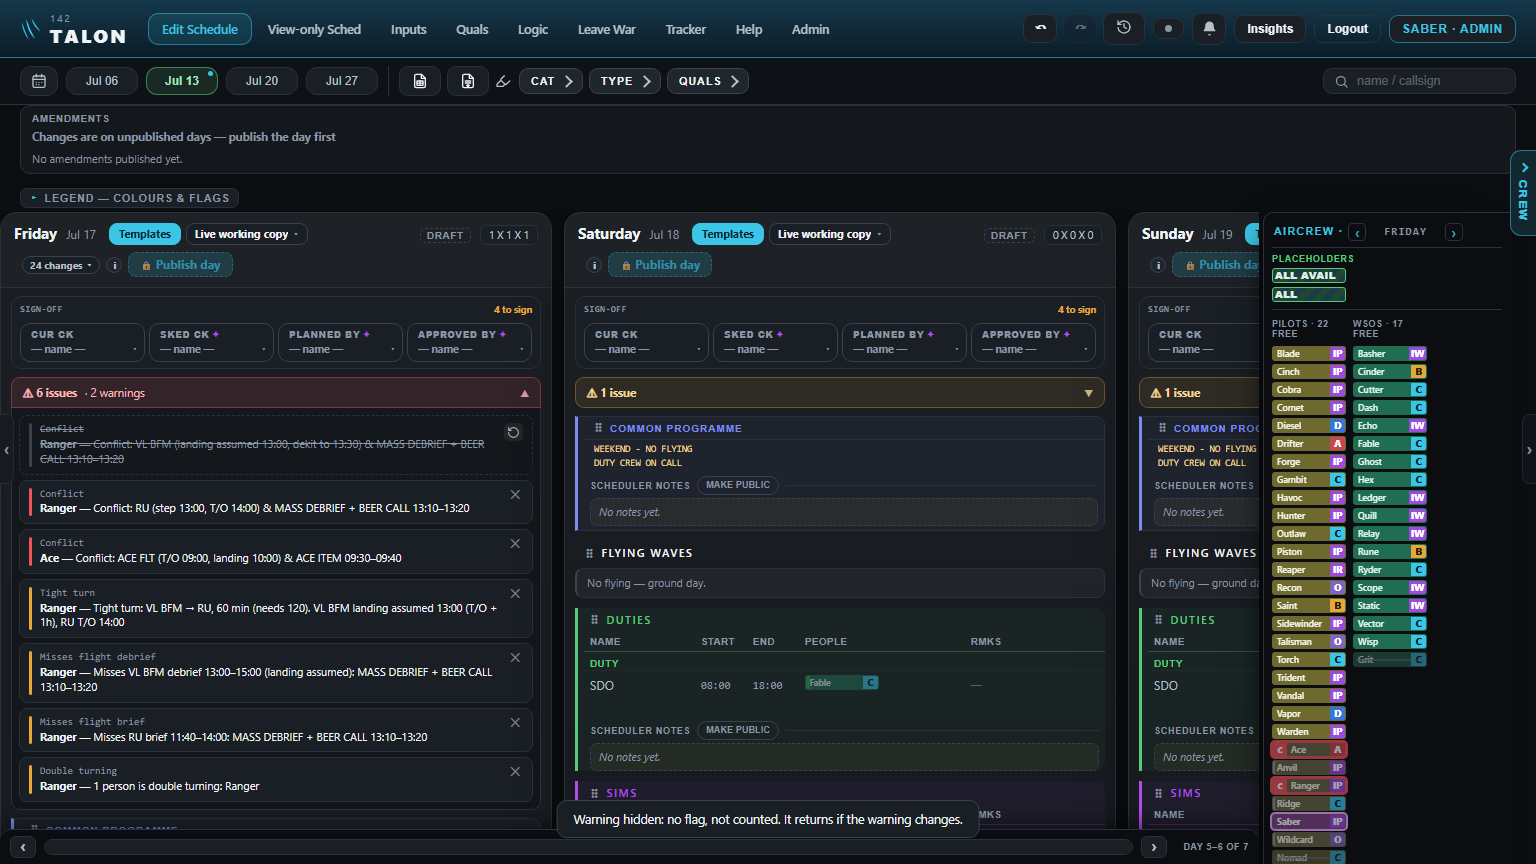 142
TALON
Edit Schedule
View-only Sched
Inputs
Quals
Logic
Leave War
Tracker
Help
Admin
Insights
Logout
SABER · ADMIN
Jul 06
Jul 13
Jul 20
Jul 27
CAT
TYPE
QUALS
name / callsign
AMENDMENTS
Changes are on unpublished days — publish the day first
No amendments published yet.
CREW
LEGEND — COLOURS & FLAGS
Friday Jul 17
Templates
Live working copy
DRAFT
1X1X1
24 changes
i
Publish day
SIGN-OFF
4 to sign
CUR CK
— name —
SKED CK
— name —
PLANNED BY
— name —
APPROVED BY
— name —
6 issues · 2 warnings
Conflict
Ranger — Conflict: VL BFM (landing assumed 13:00, dekit to 13:30) & MASS DEBRIEF + BEER
CALL 13:10–13:20
Conflict
Ranger — Conflict: RU (step 13:00, T/O 14:00) & MASS DEBRIEF + BEER CALL 13:10–13:20
Conflict
Ace — Conflict: ACE FLT (T/O 09:00, landing 10:00) & ACE ITEM 09:30–09:40
Tight turn
Ranger — Tight turn: VL BFM → RU, 60 min (needs 120). VL BFM landing assumed 13:00 (T/O +
1h), RU T/O 14:00
Misses flight debrief
Ranger — Misses VL BFM debrief 13:00–15:00 (landing assumed): MASS DEBRIEF + BEER CALL
13:10–13:20
Misses flight brief
Ranger — Misses RU brief 11:40–14:00: MASS DEBRIEF + BEER CALL 13:10–13:20
Double turning
Ranger — 1 person is double turning: Ranger
COMMON PROGRAMME
Saturday Jul 18
Templates
Live working copy
DRAFT
0X0X0
i
Publish day
SIGN-OFF
4 to sign
CUR CK
— name —
SKED CK
— name —
PLANNED BY
— name —
APPROVED BY
— name —
1 issue
COMMON PROGRAMME
WEEKEND - NO FLYING
DUTY CREW ON CALL
SCHEDULER NOTES
MAKE PUBLIC
No notes yet.
FLYING WAVES
No flying — ground day.
DUTIES
NAME START END PEOPLE RMKS
DUTY
SDO 08:00 18:00 Fable C —
SCHEDULER NOTES
MAKE PUBLIC
No notes yet.
SIMS
RMKS
Sunday Jul 19
i
Publish day
SIGN-OFF
CUR CK
— name —
1 issue
COMMON PROG
WEEKEND - NO FLYING
DUTY CREW ON CALL
SCHEDULER NOTES
No notes yet.
FLYING WAVES
No flying — ground da
DUTIES
NAME
DUTY
SDO
SCHEDULER NOTES
No notes yet.
SIMS
NAME
AIRCREW ·
FRIDAY
PLACEHOLDERS
ALL AVAIL
ALL
PILOTS · 22
FREE
WSOS · 17
FREE
Blade IP
Cinch IP
Cobra IP
Comet IP
Diesel D
Drifter A
Forge IP
Gambit C
Havoc IP
Hunter IP
Outlaw C
Piston IP
Reaper IR
Recon O
Saint B
Sidewinder IP
Talisman O
Torch C
Trident IP
Vandal IP
Vapor D
Warden IP
C Ace A
Anvil IP
C Ranger IP
Ridge C
Saber IP
Wildcard O
Nomad C
Basher IW
Cinder B
Cutter C
Dash C
Echo IW
Fable C
Ghost C
Hex C
Ledger IW
Quill IW
Relay IW
Rune B
Ryder C
Scope IW
Static IW
Vector C
Wisp C
Grit C
Warning hidden: no flag, not counted. It returns if the warning changes.
DAY 5–6 OF 7